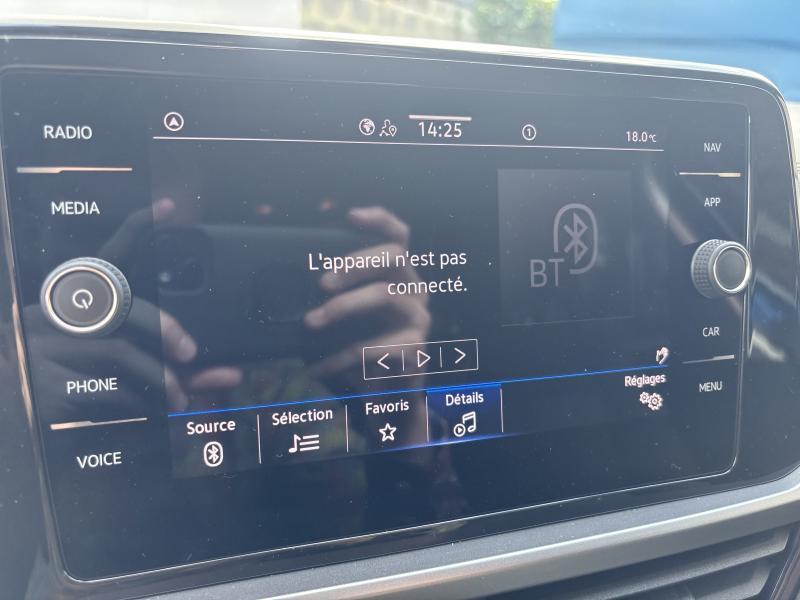 RADIO
MEDIA
PHONE
VOICE
14:25
1
18.0°C
L'appareil n'est pas
connecté.
BT
Source
Sélection
Favoris
Détails
Réglages
NAV
APP
CAR
MENU